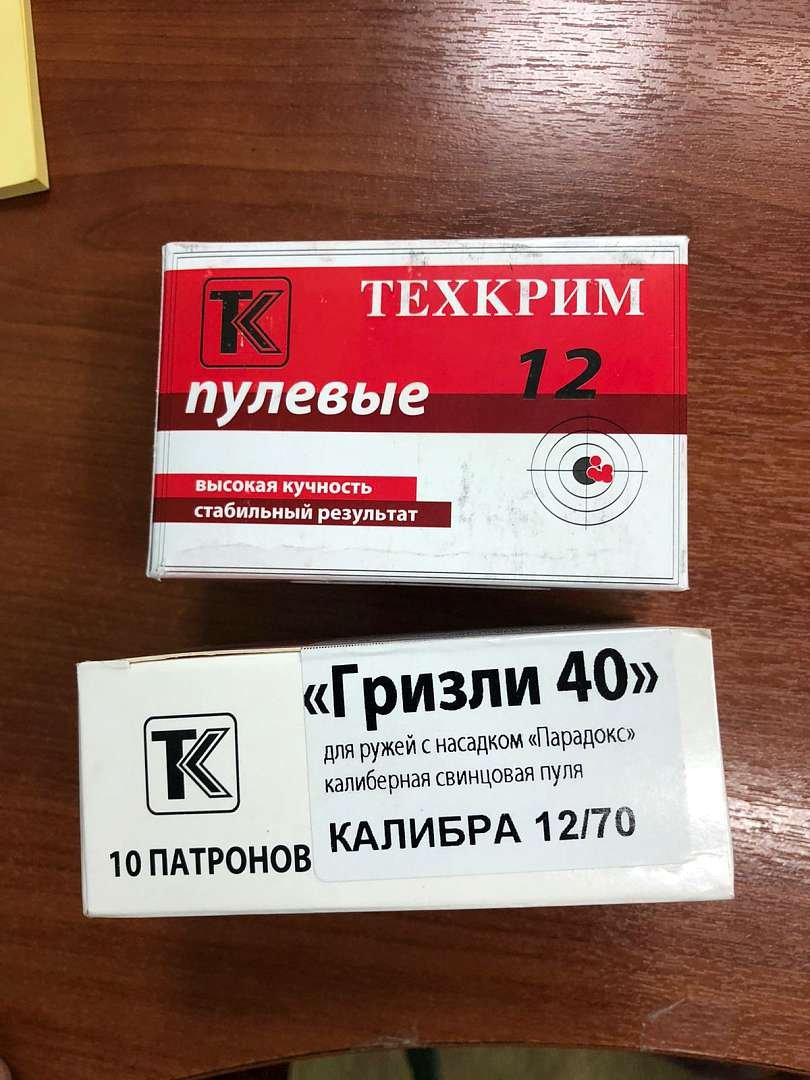 ТК
ТЕХКРИМ
12
пулевые
высокая кучность
стабильный результат
«Гризли 40»
для ружей с насадком «Парадокс»
калиберная свинцовая пуля
КАЛИБРА 12/70
ТК
10 ПАТРОНОВ